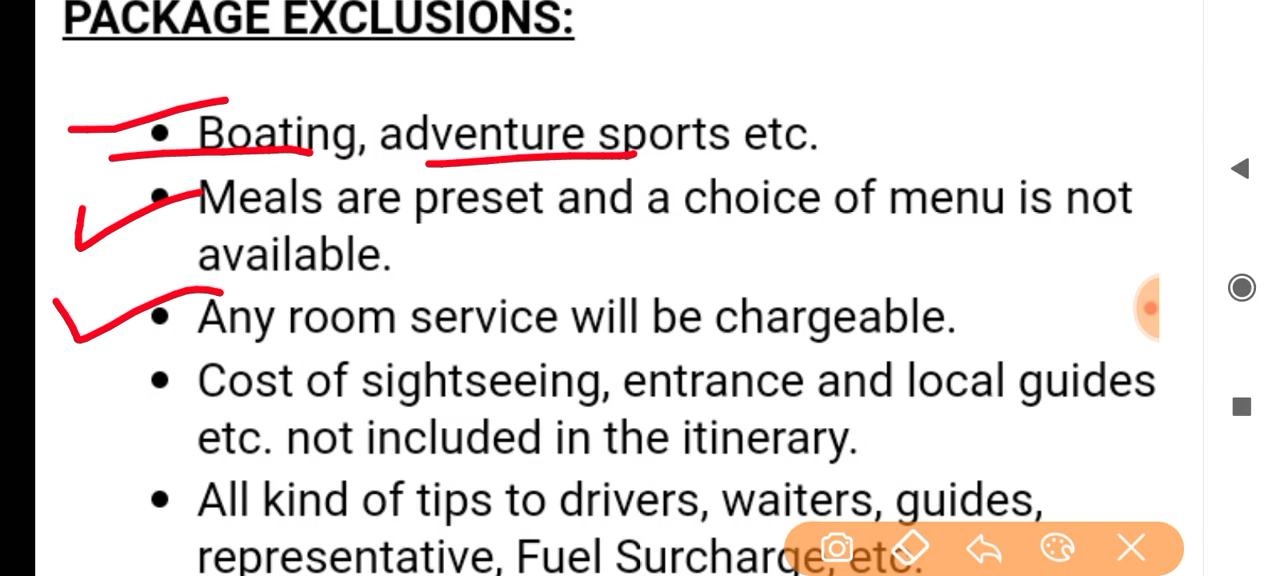 PACKAGE EXCLUSIONS:
• Boating, adventure sports etc.
• Meals are preset and a choice of menu is not
available.
• Any room service will be chargeable.
• Cost of sightseeing, entrance and local guides
etc. not included in the itinerary.
• All kind of tips to drivers, waiters, guides,
representative, Fuel Surcharge, etc.